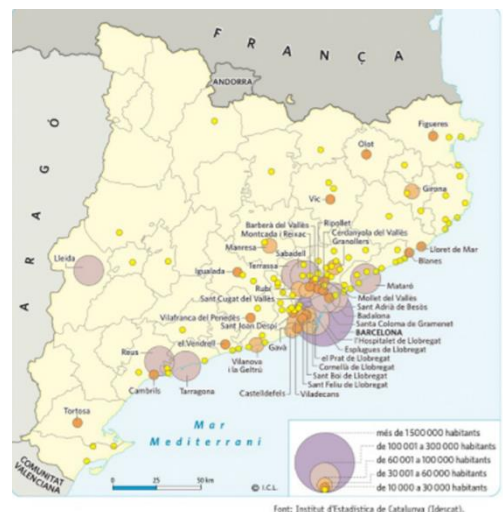 FRANÇA
ANDORRA
ARAGÓ
Figueres
Olot
Girona
Vic
Barberà del Vallès
Montcada i Reixac
Manresa
Sabadell
Terrassa
Ripollet
Cerdanyola del Vallès
Granollers
Lloret de Mar
Blanes
Lleida
Igualada
Rubí
Sant Cugat del Vallès
Mataró
Vilafranca del Penedès
Sant Joan Despí
el Vendrell
Mollet del Vallès
Sant Adrià de Besòs
Badalona
Santa Coloma de Gramenet
BARCELONA
l'Hospitalet de Llobregat
Esplugues de Llobregat
el Prat de Llobregat
Cornellà de Llobregat
Sant Boi de Llobregat
Sant Feliu de Llobregat
Viladecans
Reus
Vilanova
i la Geltrú
Gavà
Cambrils
Tarragona
Castelldefels
Tortosa
Mar
Mediterrani
COMUNITAT
VALENCIANA
0 25 50 km
© I.C.L.
més de 1 500 000 habitants
de 100 001 a 300 000 habitants
de 60 001 a 100 000 habitants
de 30 001 a 60 000 habitants
de 10 000 a 30 000 habitants
Font: Institut d'Estadística de Catalunya (Idescat).